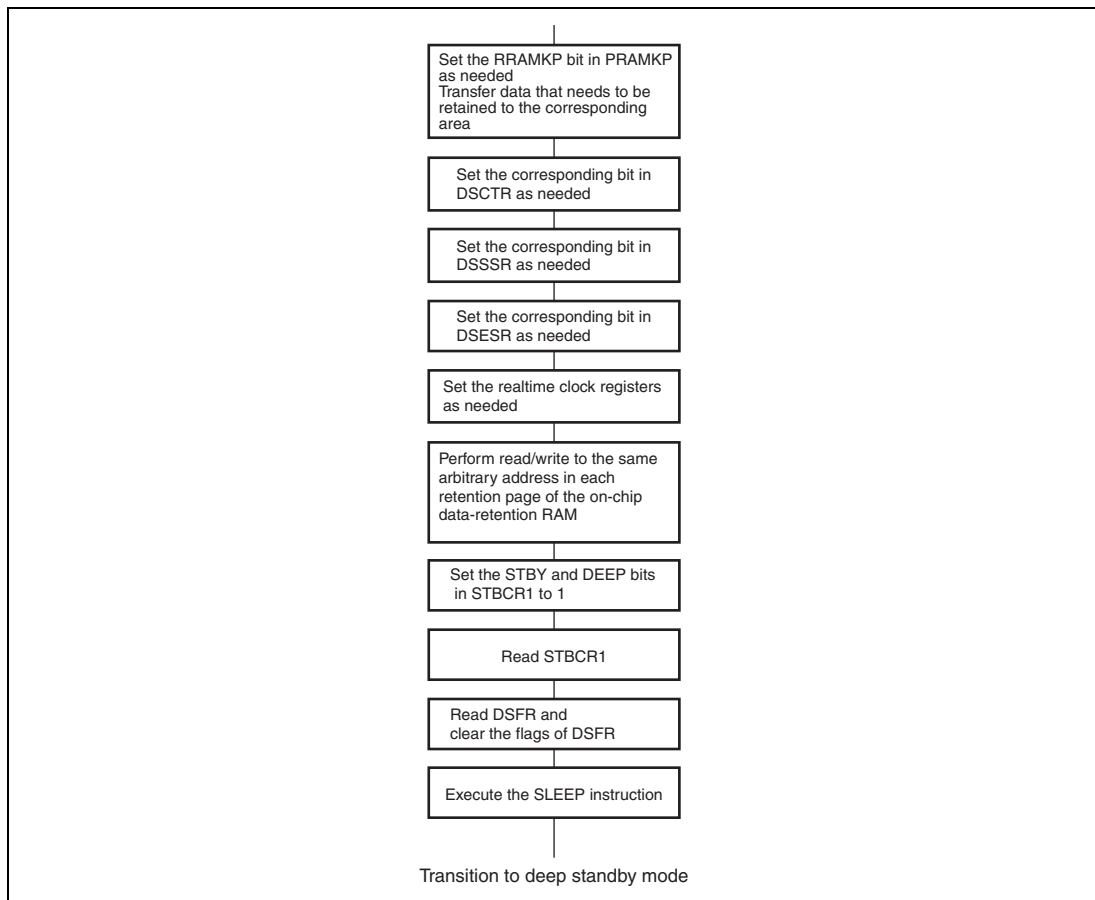 Set the RRAMKP bit in PRAMKP
as needed
Transfer data that needs to be
retained to the corresponding
area
Set the corresponding bit in
DSCTR as needed
Set the corresponding bit in
DSSSR as needed
Set the corresponding bit in
DSESR as needed
Set the realtime clock registers
as needed
Perform read/write to the same
arbitrary address in each
retention page of the on-chip
data-retention RAM
Set the STBY and DEEP bits
in STBCR1 to 1
Read STBCR1
Read DSFR and
clear the flags of DSFR
Execute the SLEEP instruction
Transition to deep standby mode